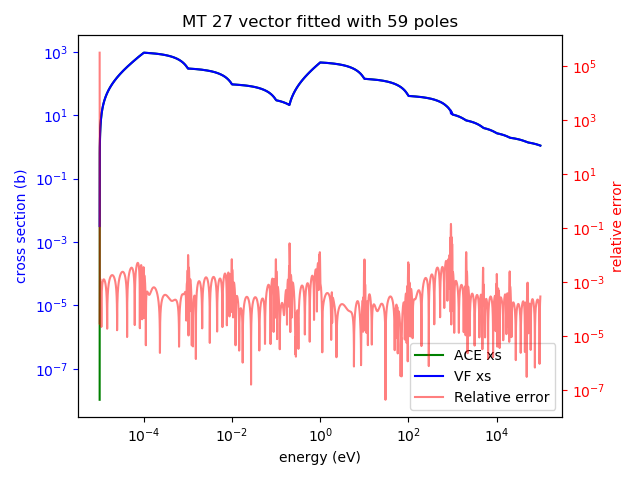 MT 27 vector fitted with 59 poles
cross section (b)
10^3
10^1
10^-1
10^-3
10^-5
10^-7
10^5
10^3
10^1
10^-1
10^-3
10^-5
10^-7
relative error
ACE xs
VF xs
Relative error
10^-4
10^-2
10^0
10^2
10^4
energy (eV)